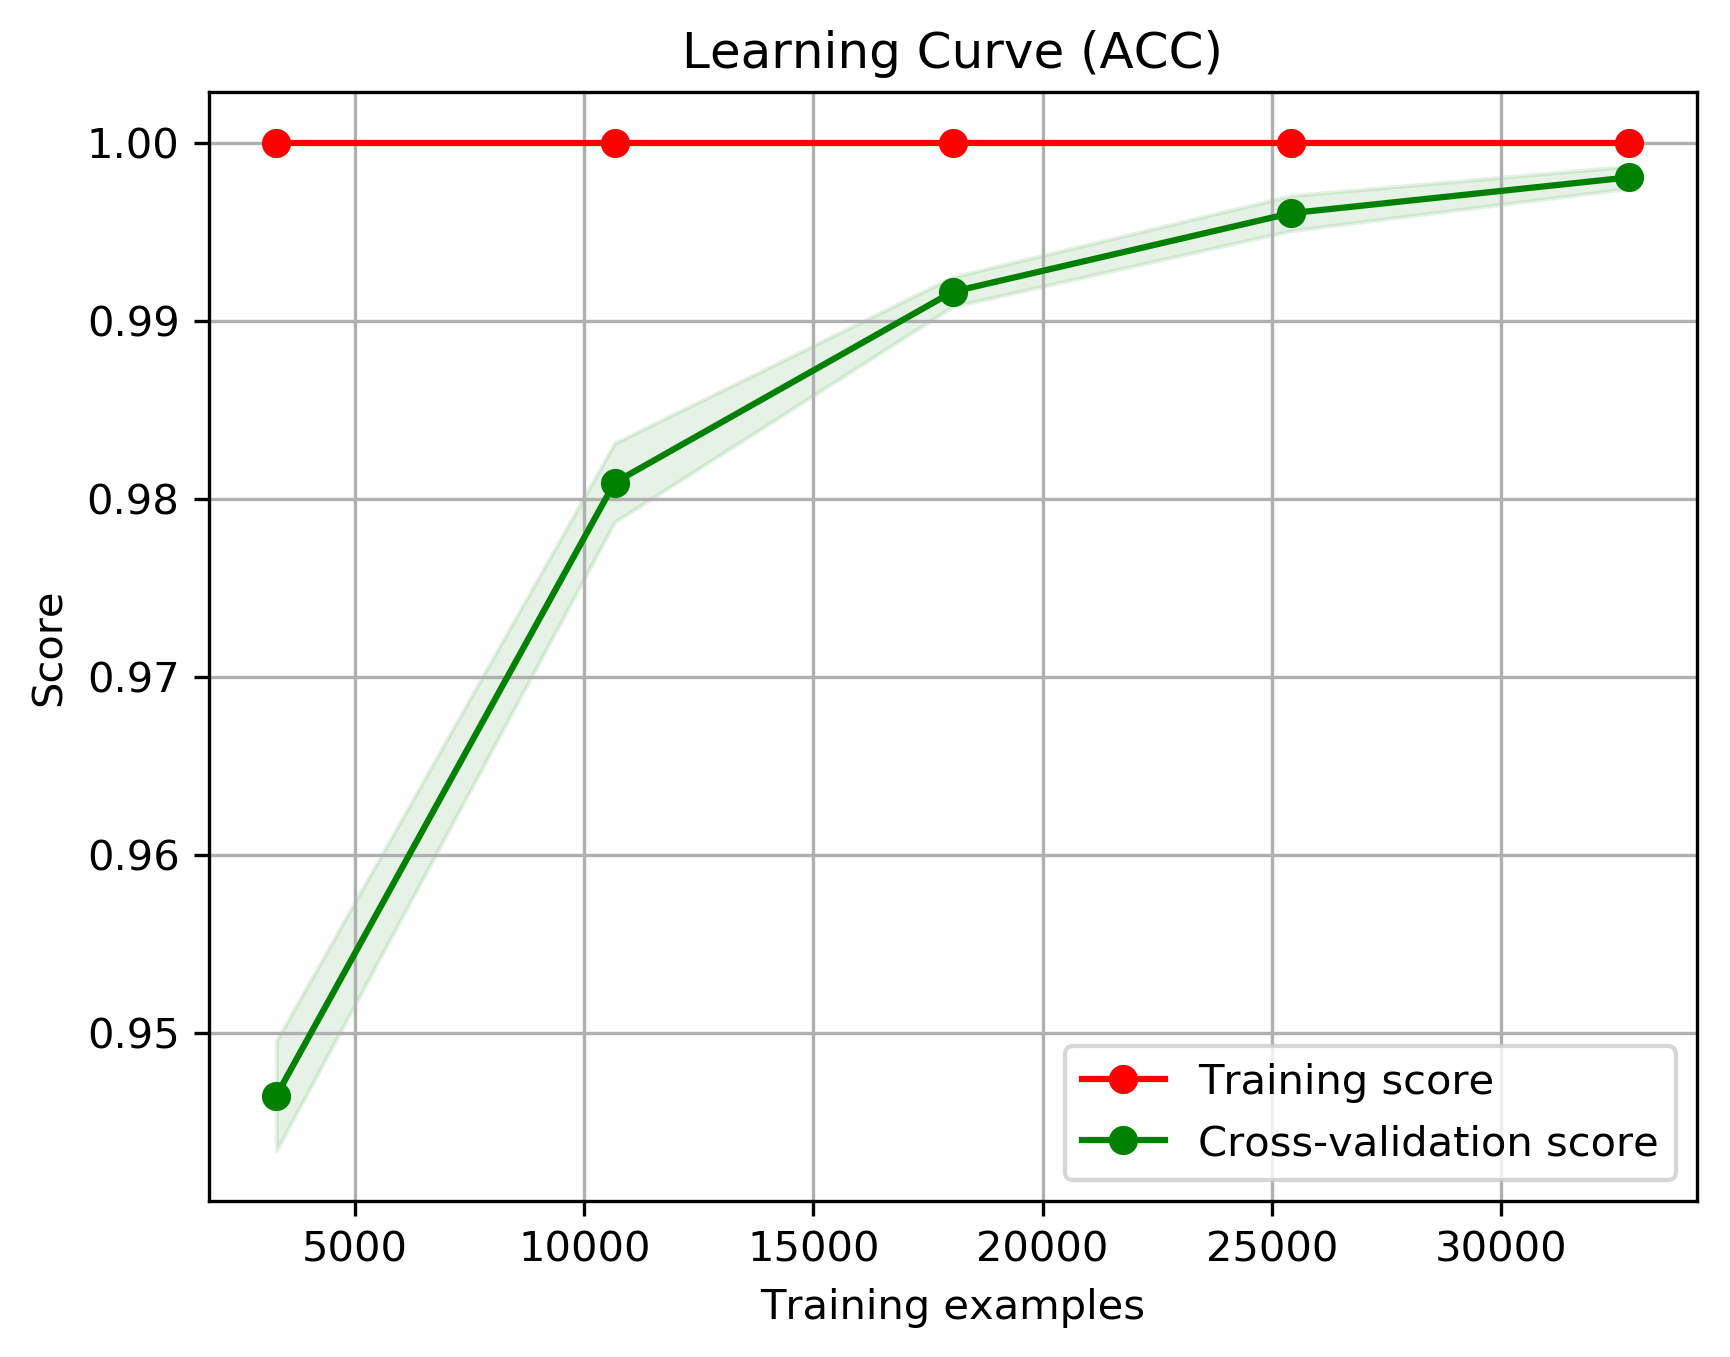 Learning Curve (ACC)
1.00
0.99
0.98
0.97
0.96
0.95
Score
Training score
Cross-validation score
5000 10000 15000 20000 25000 30000
Training examples